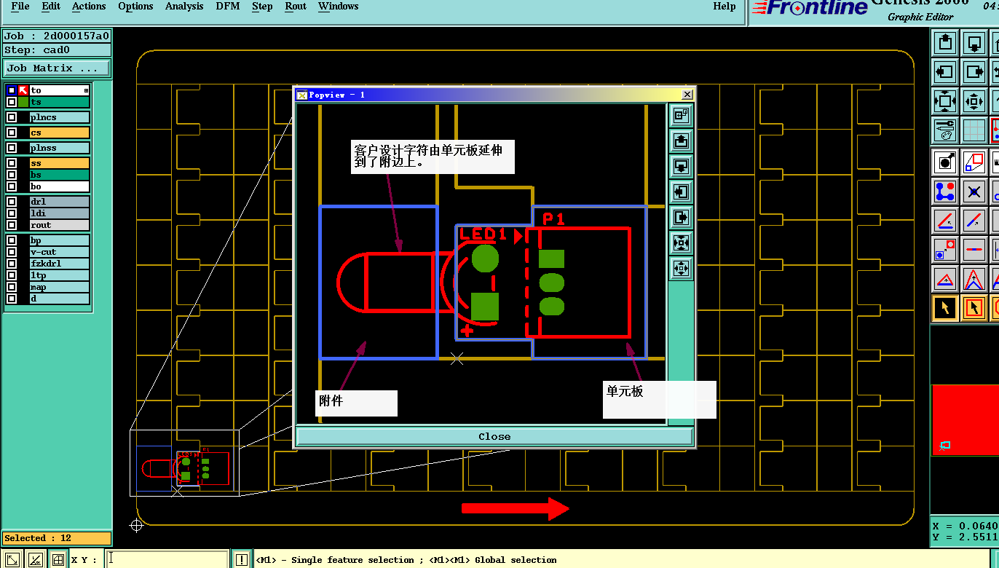 File Edit Actions Options Analysis DFM Step Rout Windows Help
Frontline
Genesis 2000
04:
Graphic Editor
Job : 2d000157a0
Step: cad0
Job Matrix ...
to
ts
plncs
cs
plnss
ss
bs
bo
drl
ldi
rout
bp
v-cut
fzkdrl
ltp
map
d
Popview - 1
客户设计字符由单元板延伸
到了附边上。
P1
LED1
+
附件
单元板
Close
LED1
P1
X = 0.0640
Y = 2.5511
Selected : 12
X Y :
! <M1> - Single feature selection ; <M1><M1> Global selection